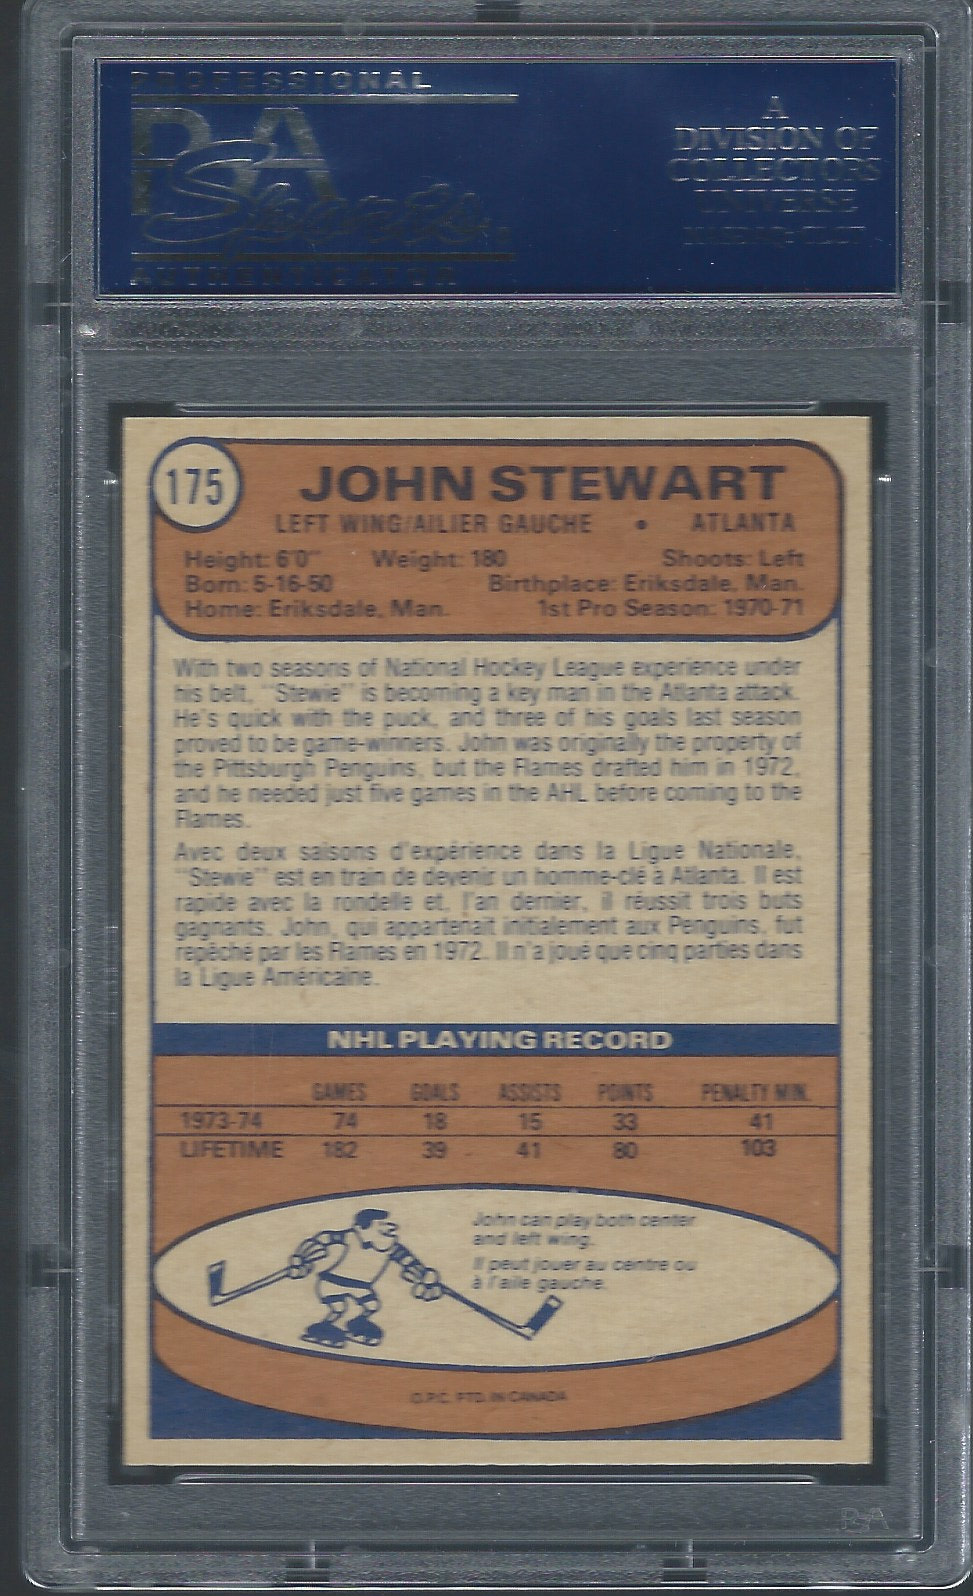 PROFESSIONAL
PSA
Sports
AUTHENTICATOR
A
DIVISION OF
COLLECTORS
UNIVERSE
175
JOHN STEWART
LEFT WING/AILIER GAUCHE • ATLANTA
Height: 6'0" Weight: 180 Shoots: Left
Born: 5-16-50 Birthplace: Eriksdale, Man.
Home: Eriksdale, Man. 1st Pro Season: 1970-71
With two seasons of National Hockey League experience under
his belt, "Stewie" is becoming a key man in the Atlanta attack.
He's quick with the puck, and three of his goals last season
proved to be game-winners. John was originally the property of
the Pittsburgh Penguins, but the Flames drafted him in 1972,
and he needed just five games in the AHL before coming to the
Flames.
Avec deux saisons d'expérience dans la Ligue Nationale,
"Stewie" est en train de devenir un homme-clé à Atlanta. Il est
rapide avec la rondelle et, l'an dernier, il réussit trois buts
gagnants. John, qui appartenait initialement aux Penguins, fut
repêché par les Flames en 1972. Il n'a joué que cinq parties dans
la Ligue Américaine.
NHL PLAYING RECORD
GAMES GOALS ASSISTS POINTS PENALTY MIN.
1973-74 74 18 15 33 41
LIFETIME 182 39 41 80 103
John can play both center
and left wing.
Il peut jouer au centre ou
à l'aile gauche.
O.P.C. PTD. IN CANADA
PSA